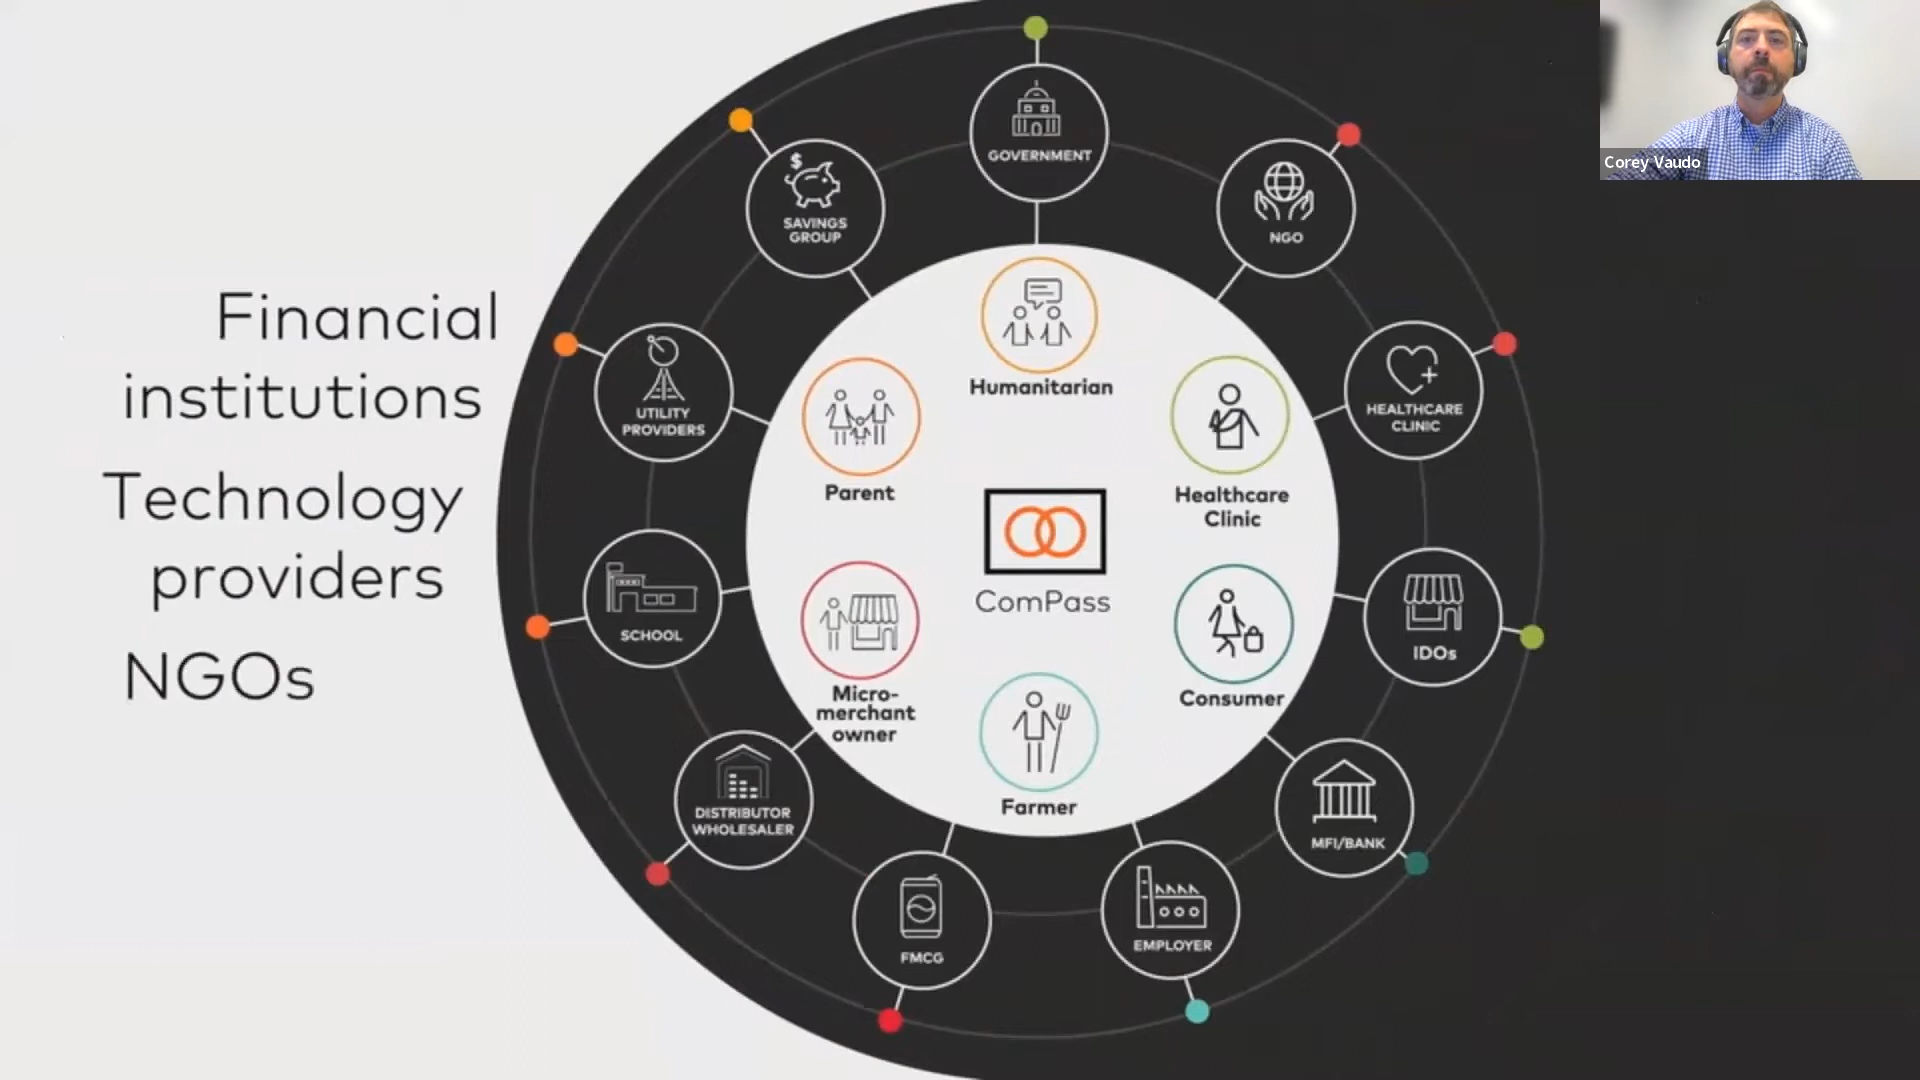 Financial
institutions
Technology
providers
NGOs
GOVERNMENT
SAVINGS
GROUP
NGO
UTILITY
PROVIDERS
HEALTHCARE
CLINIC
SCHOOL
IDOs
DISTRIBUTOR
WHOLESALER
MFI/BANK
FMCG
EMPLOYER
Humanitarian
Parent
Healthcare
Clinic
ComPass
Micro-
merchant
owner
Consumer
Farmer
$
Corey Vaudo